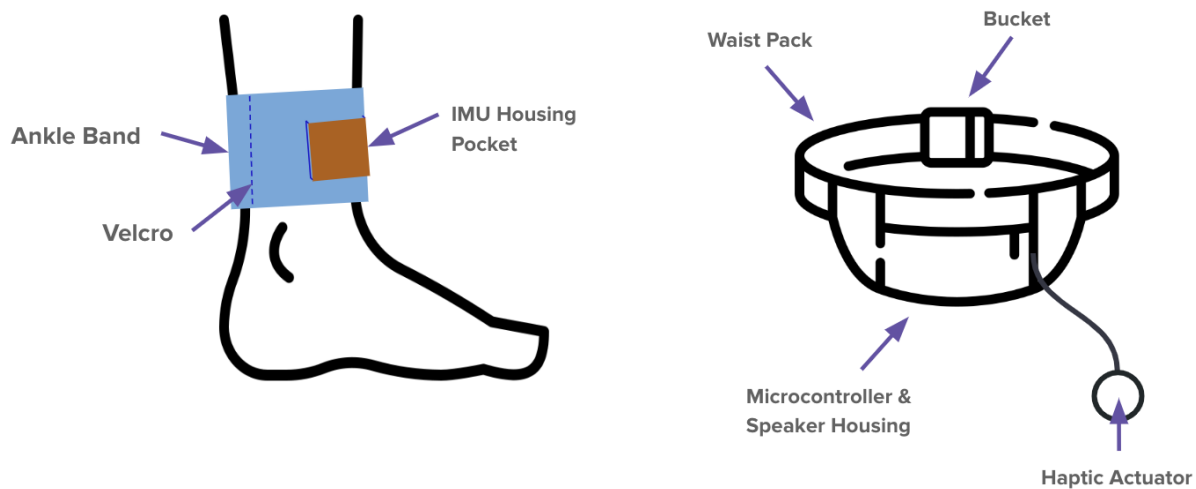 Ankle Band
Velcro
IMU Housing
Pocket
Waist Pack
Bucket
Microcontroller &
Speaker Housing
Haptic Actuator